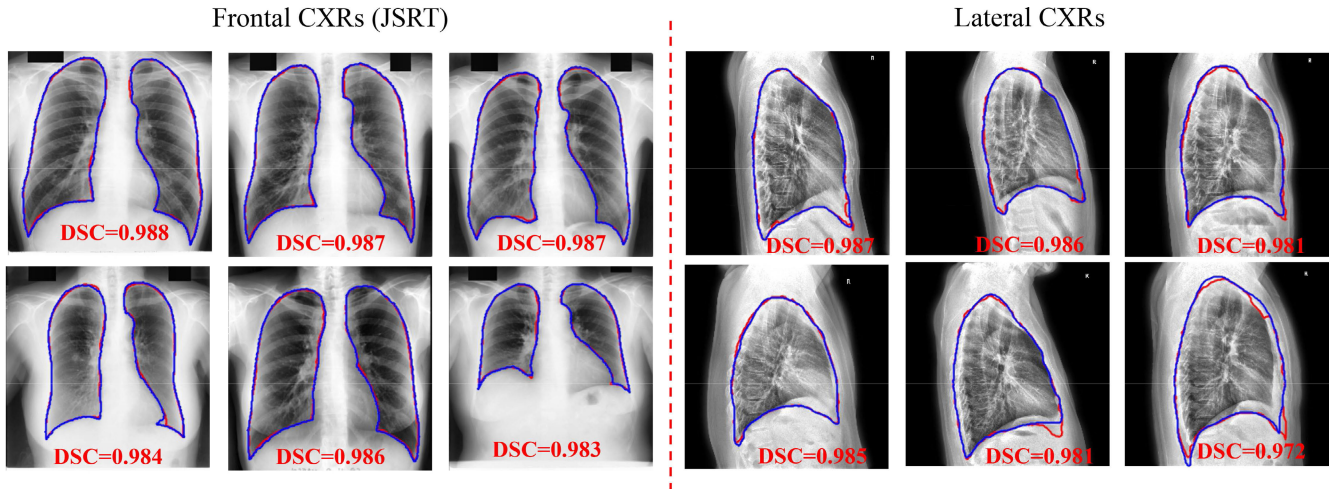 Frontal CXRs (JSRT)
Lateral CXRs
DSC=0.988
DSC=0.987
DSC=0.987
DSC=0.987
DSC=0.986
DSC=0.981
DSC=0.984
DSC=0.986
DSC=0.983
DSC=0.985
DSC=0.981
DSC=0.972